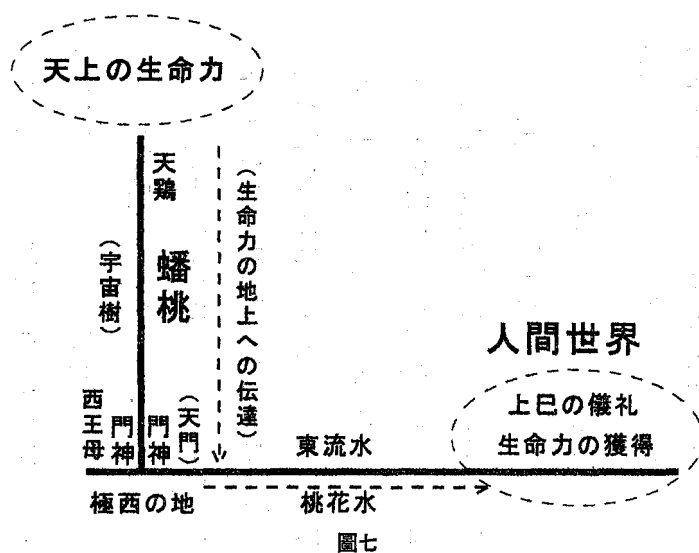 天上の生命力
天鶏
(生命力の地上への伝達)
蟠桃
(宇宙樹)
人間世界
上巳の儀礼
生命力の獲得
西王母
門神
門神
(天門)
東流水
極西の地
桃花水
圖七